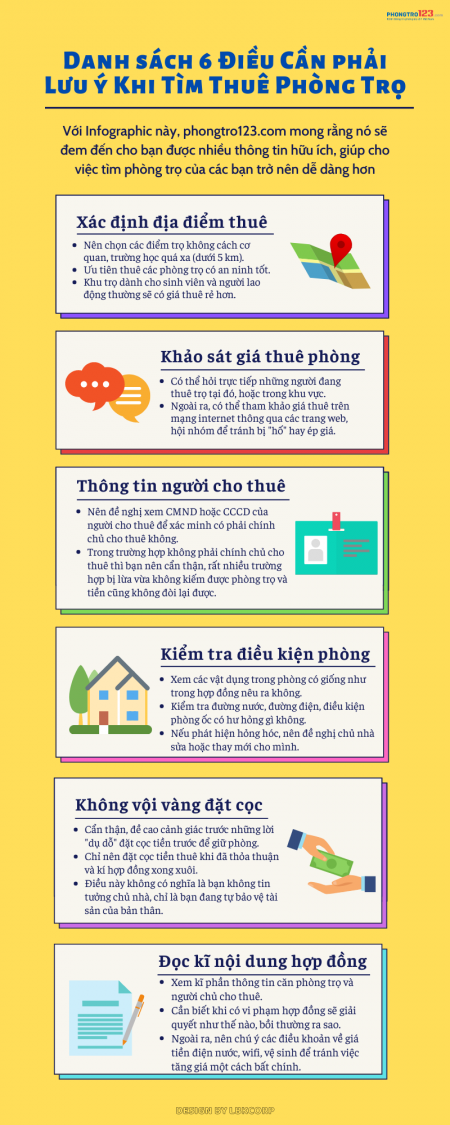 PHONGTRO123.com
Danh sách 6 Điều Cần phải
Lưu ý Khi Tìm Thuê Phòng Trọ
Với Infographic này, phongtro123.com mong rằng nó sẽ
đem đến cho bạn được nhiều thông tin hữu ích, giúp cho
việc tìm phòng trọ của các bạn trở nên dễ dàng hơn
Xác định địa điểm thuê
• Nên chọn các điểm trọ không cách cơ
quan, trường học quá xa (dưới 5 km).
• Ưu tiên thuê các phòng trọ có an ninh tốt.
• Khu trọ dành cho sinh viên và người lao
động thường sẽ có giá thuê rẻ hơn.
Khảo sát giá thuê phòng
• Có thể hỏi trực tiếp những người đang
thuê trọ tại đó, hoặc trong khu vực.
• Ngoài ra, có thể tham khảo giá thuê trên
mạng internet thông qua các trang web,
hội nhóm để tránh bị "hố" hay ép giá.
Thông tin người cho thuê
• Nên đề nghị xem CMND hoặc CCCD của
người cho thuê để xác minh có phải chính
chủ cho thuê không.
• Trong trường hợp không phải chính chủ cho
thuê thì bạn nên cẩn thận, rất nhiều trường
hợp bị lừa vừa không kiếm được phòng trọ và
tiền cũng không đòi lại được.
Kiểm tra điều kiện phòng
• Xem các vật dụng trong phòng có giống như
trong hợp đồng nêu ra không.
• Kiểm tra đường nước, đường điện, điều kiện
phòng ốc có hư hỏng gì không.
• Nếu phát hiện hỏng hóc, nên đề nghị chủ nhà
sửa hoặc thay mới cho mình.
Không vội vàng đặt cọc
• Cẩn thận, đề cao cảnh giác trước những lời
"dụ dỗ" đặt cọc tiền trước để giữ phòng.
• Chỉ nên đặt cọc tiền thuê khi đã thỏa thuận
và kí hợp đồng xong xuôi.
• Điều này không có nghĩa là bạn không tin
tưởng chủ nhà, chỉ là bạn đang tự bảo vệ tài
sản của bản thân.
Đọc kĩ nội dung hợp đồng
• Xem kĩ phần thông tin căn phòng trọ và
người chủ cho thuê.
• Cần biết khi có vi phạm hợp đồng sẽ giải
quyết như thế nào, bồi thường ra sao.
• Ngoài ra, nên chú ý các điều khoản về giá
tiền điện nước, wifi, vệ sinh để tránh việc
tăng giá một cách bất chính.
DESIGN BY LBKCORP